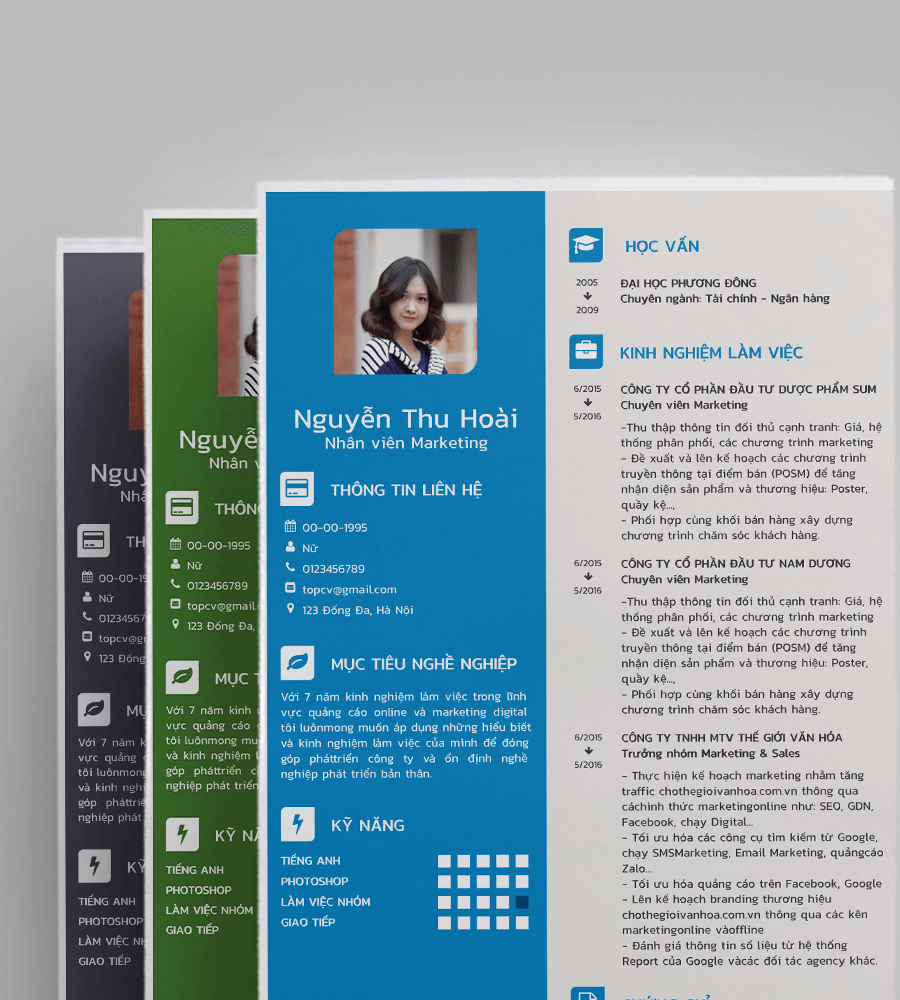 Nguyễn Thu Hoài
Nhân viên Marketing
THÔNG TIN LIÊN HỆ
00-00-1995
Nữ
0123456789
topcv@gmail.com
123 Đống Đa, Hà Nội
MỤC TIÊU NGHỀ NGHIỆP
Với 7 năm kinh nghiệm làm việc trong lĩnh
vực quảng cáo online và marketing digital
tôi luônmong muốn áp dụng những hiểu biết
và kinh nghiệm làm việc của mình để đóng
góp pháttriển công ty và ổn định nghề
nghiệp phát triển bản thân.
KỸ NĂNG
TIẾNG ANH
PHOTOSHOP
LÀM VIỆC NHÓM
GIAO TIẾP
HỌC VẤN
2005
2009
ĐẠI HỌC PHƯƠNG ĐÔNG
Chuyên ngành: Tài chính - Ngân hàng
KINH NGHIỆM LÀM VIỆC
6/2015
5/2016
CÔNG TY CỔ PHẦN ĐẦU TƯ DƯỢC PHẨM SUM
Chuyên viên Marketing
-Thu thập thông tin đối thủ cạnh tranh: Giá, hệ
thống phân phối, các chương trình marketing
- Đề xuất và lên kế hoạch các chương trình
truyền thông tại điểm bán (POSM) để tăng
nhận diện sản phẩm và thương hiệu: Poster,
quầy kệ...,
- Phối hợp cùng khối bán hàng xây dựng
chương trình chăm sóc khách hàng.
6/2015
5/2016
CÔNG TY CỔ PHẦN ĐẦU TƯ NAM DƯƠNG
Chuyên viên Marketing
-Thu thập thông tin đối thủ cạnh tranh: Giá, hệ
thống phân phối, các chương trình marketing
- Đề xuất và lên kế hoạch các chương trình
truyền thông tại điểm bán (POSM) để tăng
nhận diện sản phẩm và thương hiệu: Poster,
quầy kệ...,
- Phối hợp cùng khối bán hàng xây dựng
chương trình chăm sóc khách hàng.
6/2015
5/2016
CÔNG TY TNHH MTV THẾ GIỚI VĂN HÓA
Trưởng nhóm Marketing & Sales
- Thực hiện kế hoạch marketing nhằm tăng
traffic chothegioivanhoa.com.vn thông qua
cáchình thức marketingonline như: SEO, GDN,
Facebook, chạy Digital...
- Tối ưu hóa các công cụ tìm kiếm từ Google,
chạy SMSMarketing, Email Marketing, quảngcáo
Zalo...
- Tối ưu hóa quảng cáo trên Facebook, Google
- Lên kế hoạch branding thương hiệu
chothegioivanhoa.com.vn thông qua các kên
marketingonline vàoffline
- Đánh giá thông tin số liệu từ hệ thống
Report của Google vàcác đối tác agency khác.
Nguyễ
Nhân v
THÔN
00-00-1995
Nữ
0123456789
topcv@gmail.c
123 Đống Đa,
MỤC T
Với 7 năm kinh
vực quảng cáo
tôi luônmong mu
và kinh nghiệm
góp pháttriển
nghiệp phát triển
KỸ NĂ
TIẾNG ANH
PHOTOSHOP
LÀM VIỆC NHÓM
GIAO TIẾP
Nguy
Nhâ
TH
00-00-19
Nữ
0123456
topcv@g
123 Đống
MỤ
Với 7 năm k
vực quảng
tôi luônmong
và kinh ngh
góp pháttri
nghiệp phát
KỸ
TIẾNG ANH
PHOTOSHOP
LÀM VIỆC NH
GIAO TIẾP